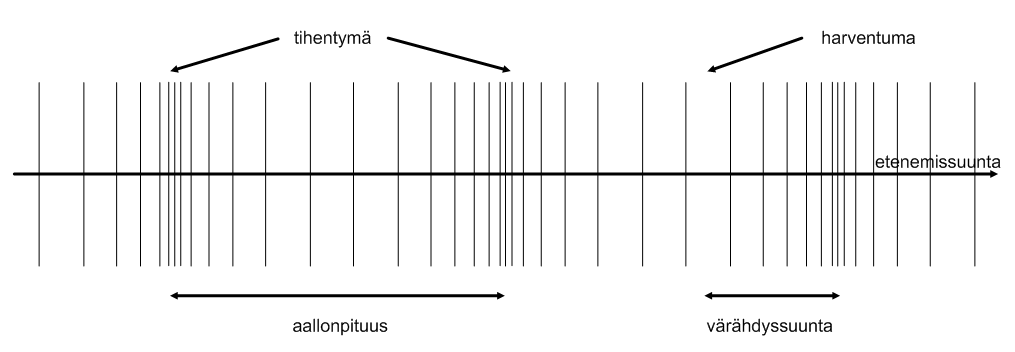 tihentymä
harventuma
etenemissuunta
aallonpituus
värähdyssuunta